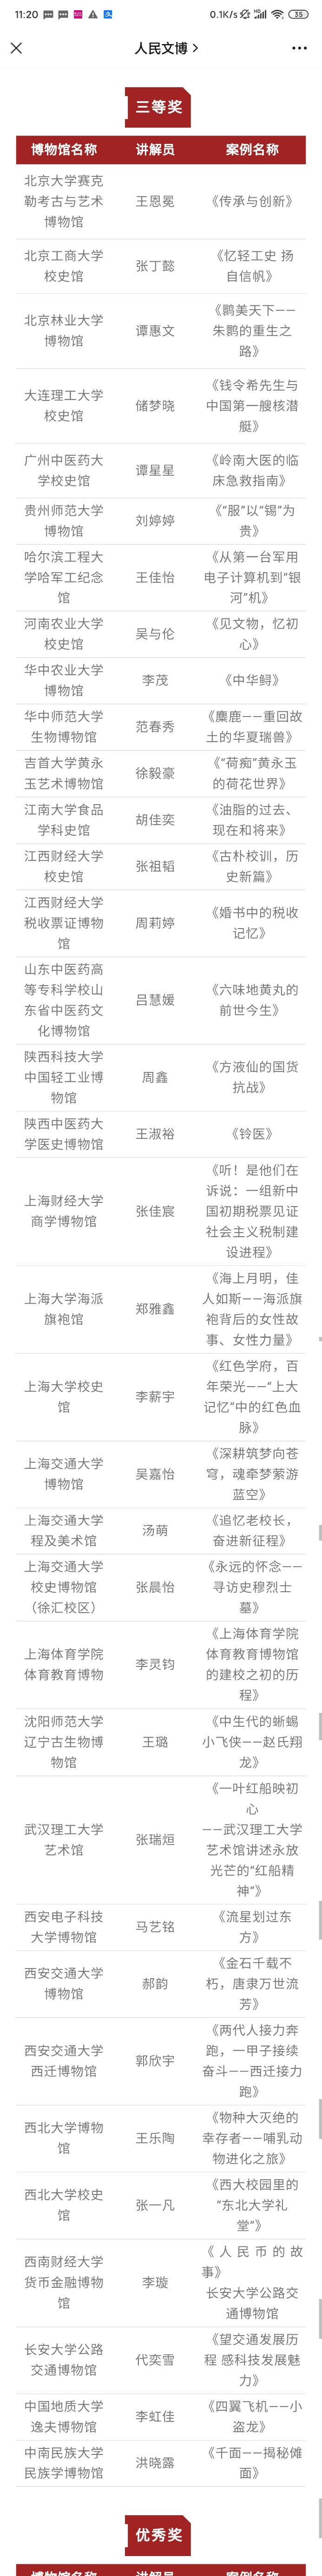 11:20
0.1K/s
35
人民文博
三等奖
博物馆名称 讲解员 案例名称
北京大学赛克
勒考古与艺术
博物馆
王恩冕
《传承与创新》
北京工商大学
校史馆
张丁懿
《忆轻工史 扬
自信帆》
北京林业大学
博物馆
谭惠文
《鹮美天下——
朱鹮的重生之
路》
大连理工大学
校史馆
储梦晓
《钱令希先生与
中国第一艘核潜
艇》
广州中医药大
学校史馆
谭星星
《岭南大医的临
床急救指南》
贵州师范大学
博物馆
刘婷婷
《“服”以“锡”为
贵》
哈尔滨工程大
学哈军工纪念
馆
王佳怡
《从第一台军用
电子计算机到“银
河”机》
河南农业大学
校史馆
吴与伦
《见文物，忆初
心》
华中农业大学
博物馆
李茂
《中华鲟》
华中师范大学
生物博物馆
范春秀
《麋鹿——重回故
土的华夏瑞兽》
吉首大学黄永
玉艺术博物馆
徐毅豪
《“荷痴”黄永玉
的荷花世界》
江南大学食品
学科史馆
胡佳奕
《油脂的过去、
现在和将来》
江西财经大学
校史馆
张祖韬
《古朴校训，历
史新篇》
江西财经大学
税收票证博物
馆
周莉婷
《婚书中的税收
记忆》
山东中医药高
等专科学校山
东省中医药文
化博物馆
吕慧媛
《六味地黄丸的
前世今生》
陕西科技大学
中国轻工业博
物馆
周鑫
《方液仙的国货
抗战》
陕西中医药大
学医史博物馆
王淑裕
《铃医》
上海财经大学
商学博物馆
张佳宸
《听！是他们在
诉说：一组新中
国初期税票见证
社会主义税制建
设进程》
上海大学海派
旗袍馆
郑雅鑫
《海上月明，佳
人如斯——海派旗
袍背后的女性故
事、女性力量》
上海大学校史
馆
李薪宇
《红色学府，百
年荣光——“上大
记忆”中的红色血
脉》
上海交通大学
博物馆
吴嘉怡
《深耕筑梦向苍
穹，魂牵梦萦游
蓝空》
上海交通大学
程及美术馆
汤萌
《追忆老校长，
奋进新征程》
上海交通大学
校史博物馆
（徐汇校区）
张晨怡
《永远的怀念——
寻访史穆烈士
墓》
上海体育学院
体育教育博物
李灵钧
《上海体育学院
体育教育博物馆
的建校之初的历
程》
沈阳师范大学
辽宁古生物博
物馆
王璐
《中生代的蜥蜴
小飞侠——赵氏翔
龙》
武汉理工大学
艺术馆
张瑞烜
《一叶红船映初
心
——武汉理工大学
艺术馆讲述永放
光芒的“红船精
神”》
西安电子科技
大学博物馆
马艺铭
《流星划过东
方》
西安交通大学
博物馆
郝韵
《金石千载不
朽，唐隶万世流
芳》
西安交通大学
西迁博物馆
郭欣宇
《两代人接力奔
跑，一甲子接续
奋斗——西迁接力
跑》
西北大学博物
馆
王乐陶
《物种大灭绝的
幸存者——哺乳动
物进化之旅》
西北大学校史
馆
张一凡
《西大校园里的
“东北大学礼
堂”》
西南财经大学
货币金融博物
馆
李璇
《 人 民 币 的 故
事》
长安大学公路交
通博物馆
长安大学公路
交通博物馆
代奕雪
《望交通发展历
程 感科技发展魅
力》
中国地质大学
逸夫博物馆
李虹佳
《四翼飞机——小
盗龙》
中南民族大学
民族学博物馆
洪晓露
《千面——揭秘傩
面》
优秀奖
博物馆名称 讲解员 案例名称